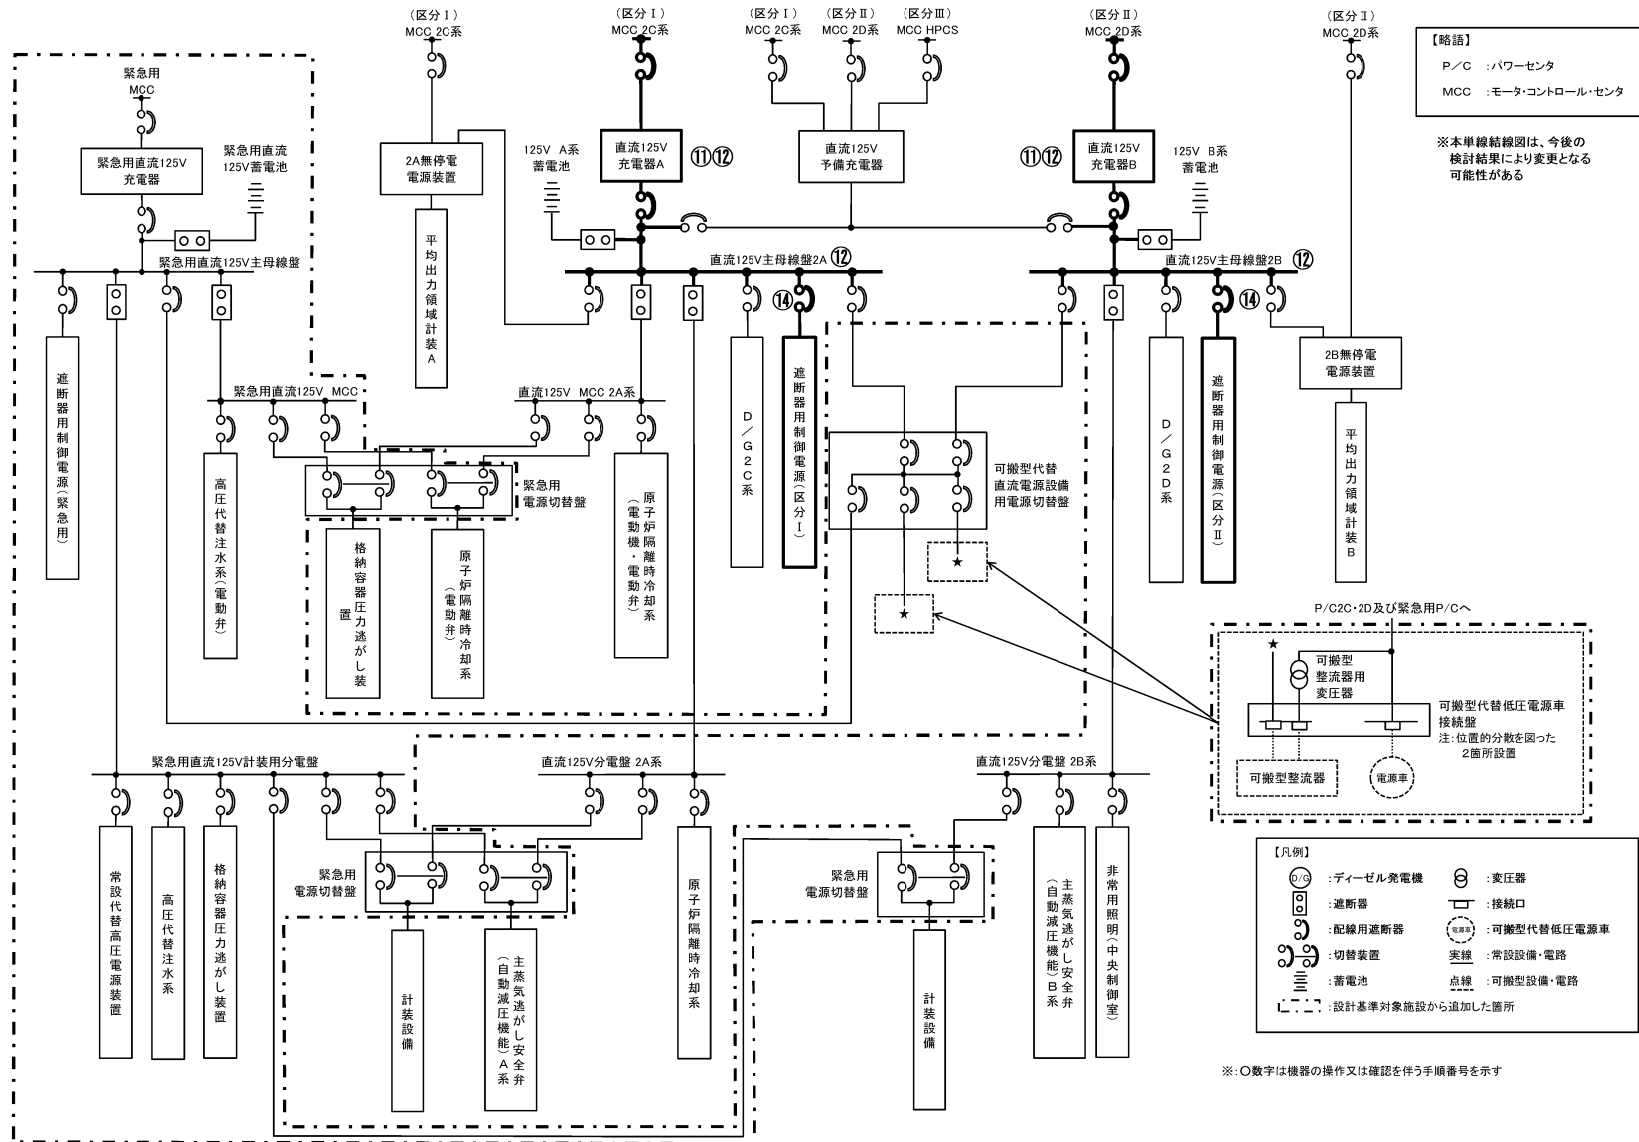 (区分Ⅰ)
MCC 2C系
(区分Ⅰ)
MCC 2C系
(区分Ⅰ)
MCC 2C系
(区分Ⅱ)
MCC 2D系
(区分Ⅲ)
MCC HPCS
(区分Ⅱ)
MCC 2D系
(区分Ⅱ)
MCC 2D系
【略語】
P/C :パワーセンタ
MCC :モータ・コントロール・センタ
※本単線結線図は、今後の
検討結果により変更となる
可能性がある
緊急用
MCC
緊急用直流125V
充電器
緊急用直流
125V蓄電池
2A無停電
電源装置
125V A系
蓄電池
直流125V
充電器A
⑪⑫
直流125V
予備充電器
⑪⑫
直流125V
充電器B
125V B系
蓄電池
緊急用直流125V主母線盤
直流125V主母線盤2A
⑫
直流125V主母線盤2B
⑫
⑭
⑭
平均出力領域計装A
2B無停電
電源装置
遮断器用制御電源(緊急用)
緊急用直流125V MCC
直流125V MCC 2A系
D/G2C系
遮断器用制御電源(区分Ⅰ)
D/G2D系
遮断器用制御電源(区分Ⅱ)
平均出力領域計装B
高圧代替注水系(電動弁)
緊急用
電源切替盤
格納容器圧力逃がし装置
原子炉隔離時冷却系
(電動弁)
原子炉隔離時冷却系
(電動機・電動弁)
可搬型代替
直流電源設備
用電源切替盤
★
★
P/C2C・2D及び緊急用P/Cへ
★
可搬型
整流器用
変圧器
可搬型代替低圧電源車
接続盤
注:位置的分散を図った
2箇所設置
可搬型整流器
電源車
緊急用直流125V計装用分電盤
直流125V分電盤 2A系
直流125V分電盤 2B系
常設代替高圧電源装置
高圧代替注水系
格納容器圧力逃がし装置
緊急用
電源切替盤
計装設備
主蒸気逃がし安全弁
(自動減圧機能)A系
原子炉隔離時冷却系
緊急用
電源切替盤
計装設備
主蒸気逃がし安全弁
(自動減圧機能)B系
非常用照明(中央制御室)
【凡例】
D/G :ディーゼル発電機
:変圧器
:遮断器
:接続口
:配線用遮断器
電源車 :可搬型代替低圧電源車
:切替装置
実線 :常設設備・電路
:蓄電池
点線 :可搬型設備・電路
:設計基準対象施設から追加した箇所
※:○数字は機器の操作又は確認を伴う手順番号を示す